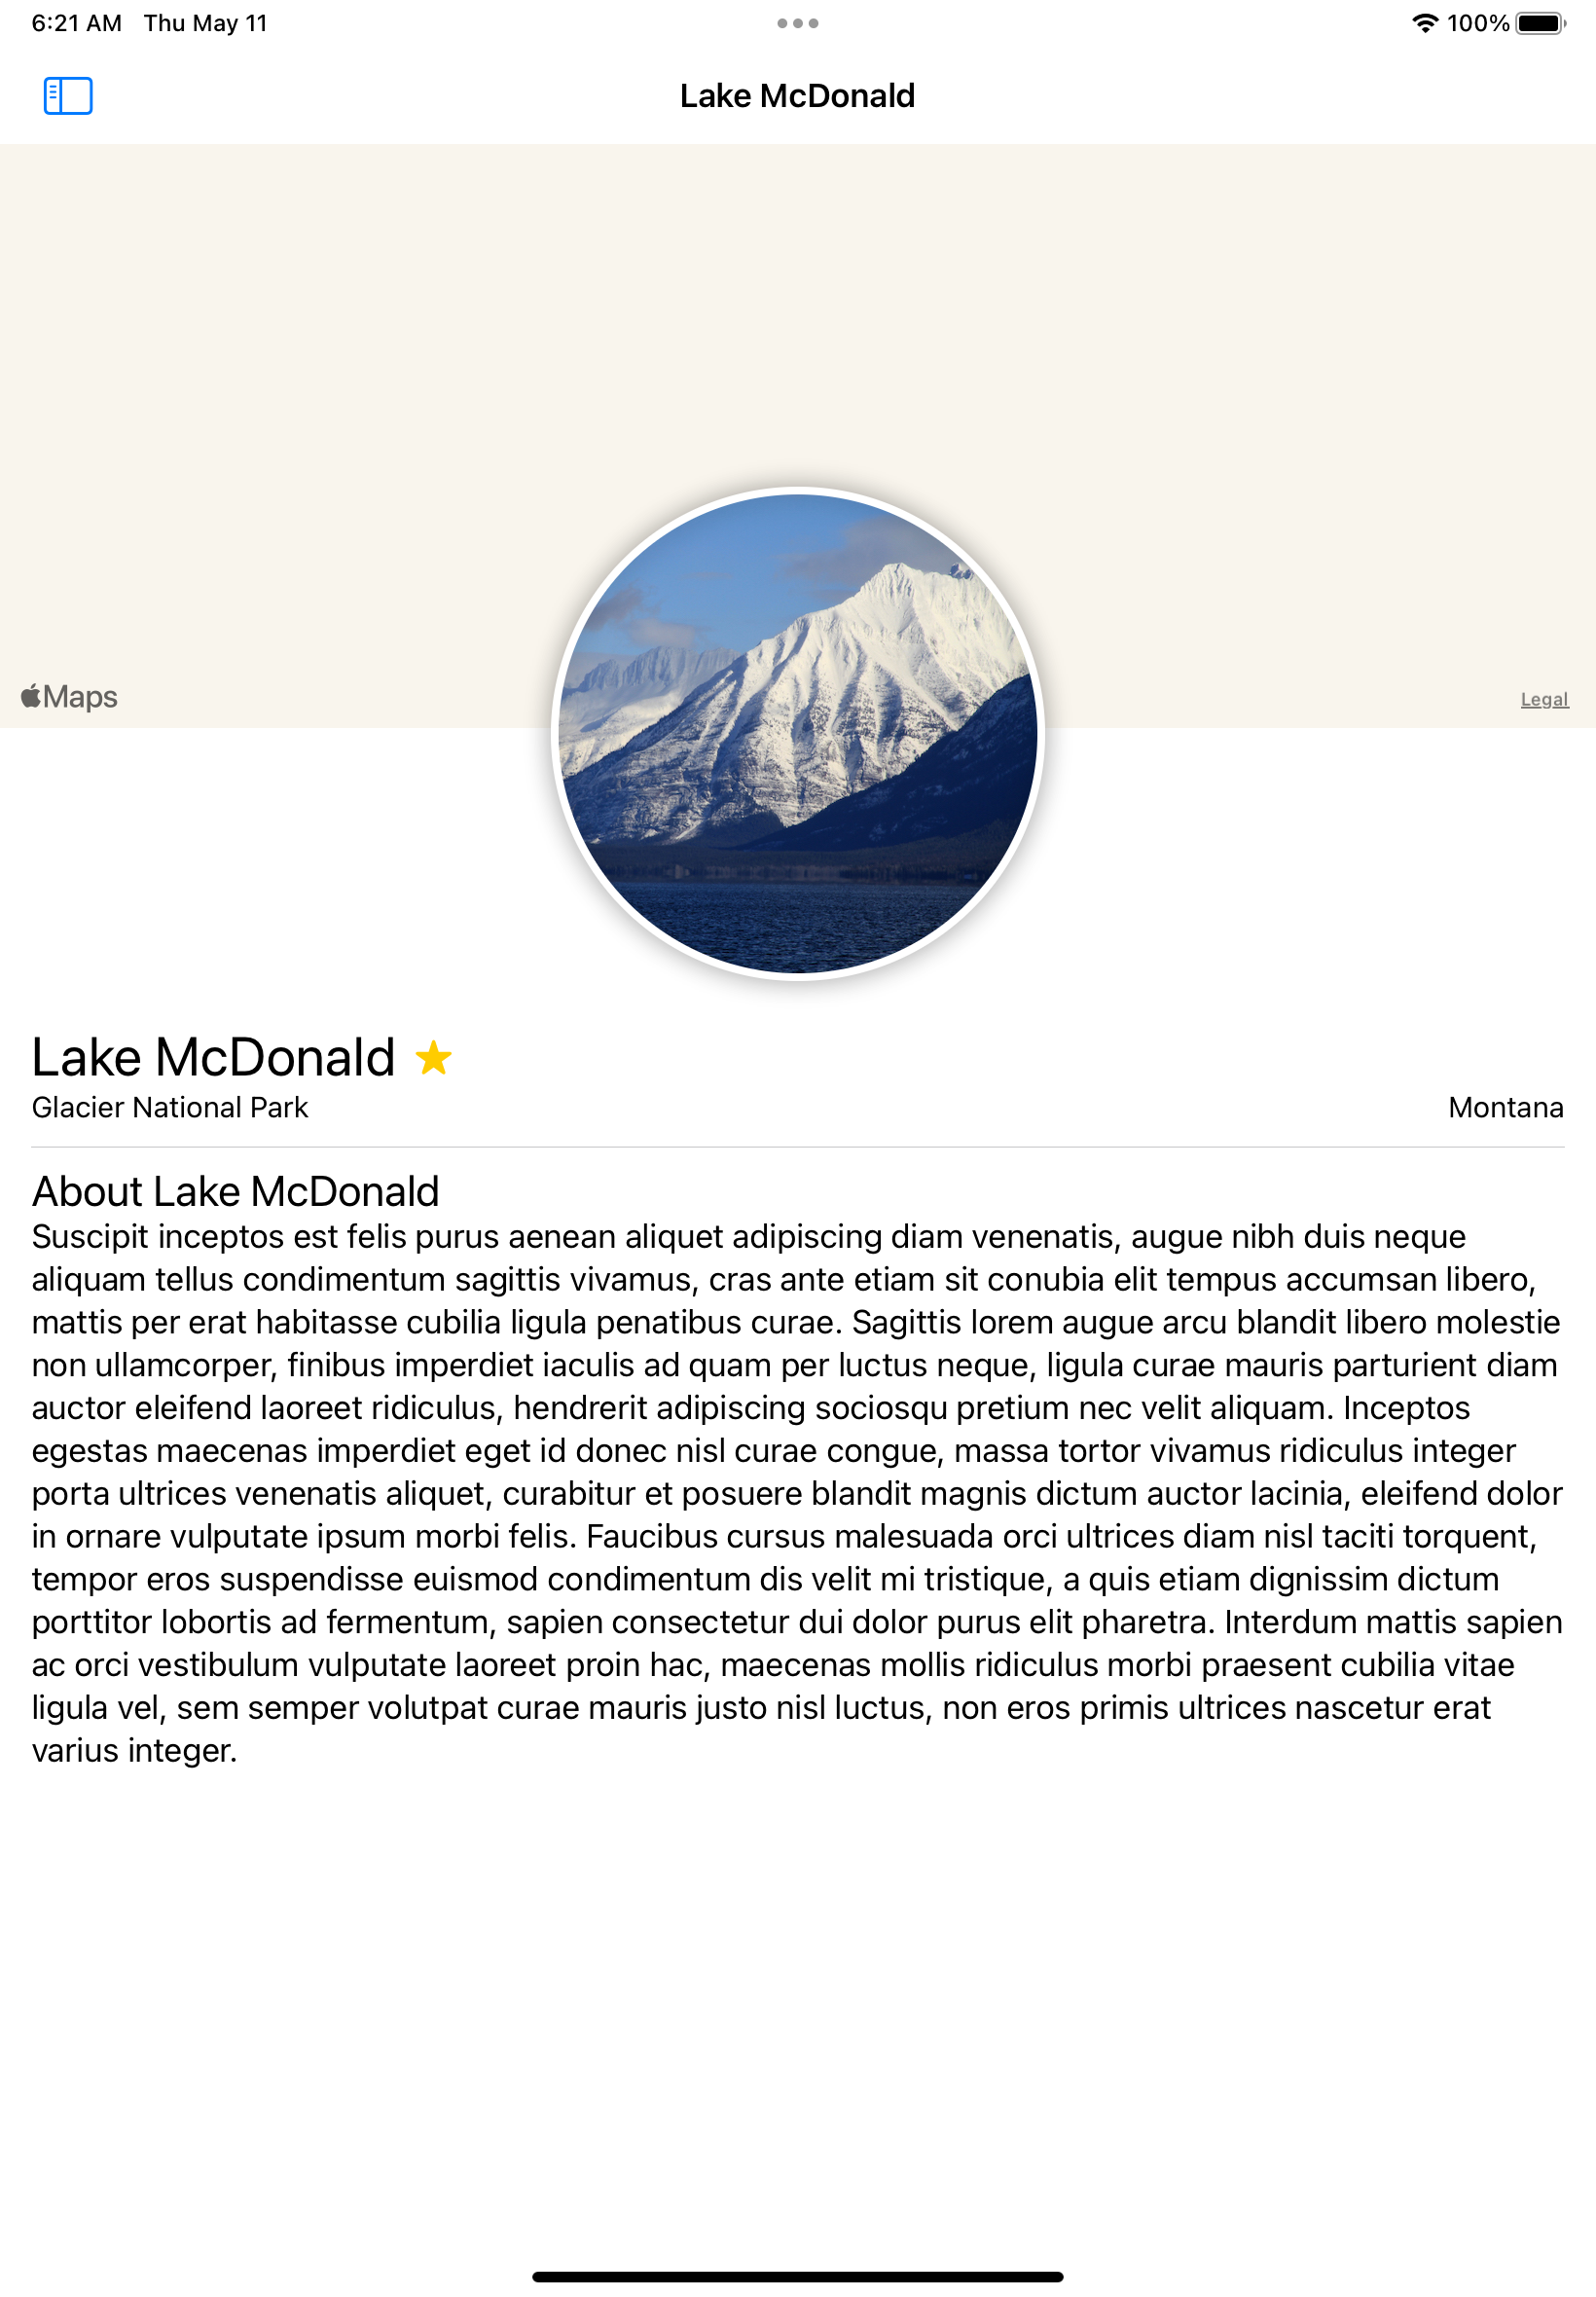 6:21 AM Thu May 11
100%
Lake McDonald
Maps
Legal
Lake McDonald
Glacier National Park
Montana
About Lake McDonald
Suscipit inceptos est felis purus aenean aliquet adipiscing diam venenatis, augue nibh duis neque
aliquam tellus condimentum sagittis vivamus, cras ante etiam sit conubia elit tempus accumsan libero,
mattis per erat habitasse cubilia ligula penatibus curae. Sagittis lorem augue arcu blandit libero molestie
non ullamcorper, finibus imperdiet iaculis ad quam per luctus neque, ligula curae mauris parturient diam
auctor eleifend laoreet ridiculus, hendrerit adipiscing sociosqu pretium nec velit aliquam. Inceptos
egestas maecenas imperdiet eget id donec nisl curae congue, massa tortor vivamus ridiculus integer
porta ultrices venenatis aliquet, curabitur et posuere blandit magnis dictum auctor lacinia, eleifend dolor
in ornare vulputate ipsum morbi felis. Faucibus cursus malesuada orci ultrices diam nisl taciti torquent,
tempor eros suspendisse euismod condimentum dis velit mi tristique, a quis etiam dignissim dictum
porttitor lobortis ad fermentum, sapien consectetur dui dolor purus elit pharetra. Interdum mattis sapien
ac orci vestibulum vulputate laoreet proin hac, maecenas mollis ridiculus morbi praesent cubilia vitae
ligula vel, sem semper volutpat curae mauris justo nisl luctus, non eros primis ultrices nascetur erat
varius integer.